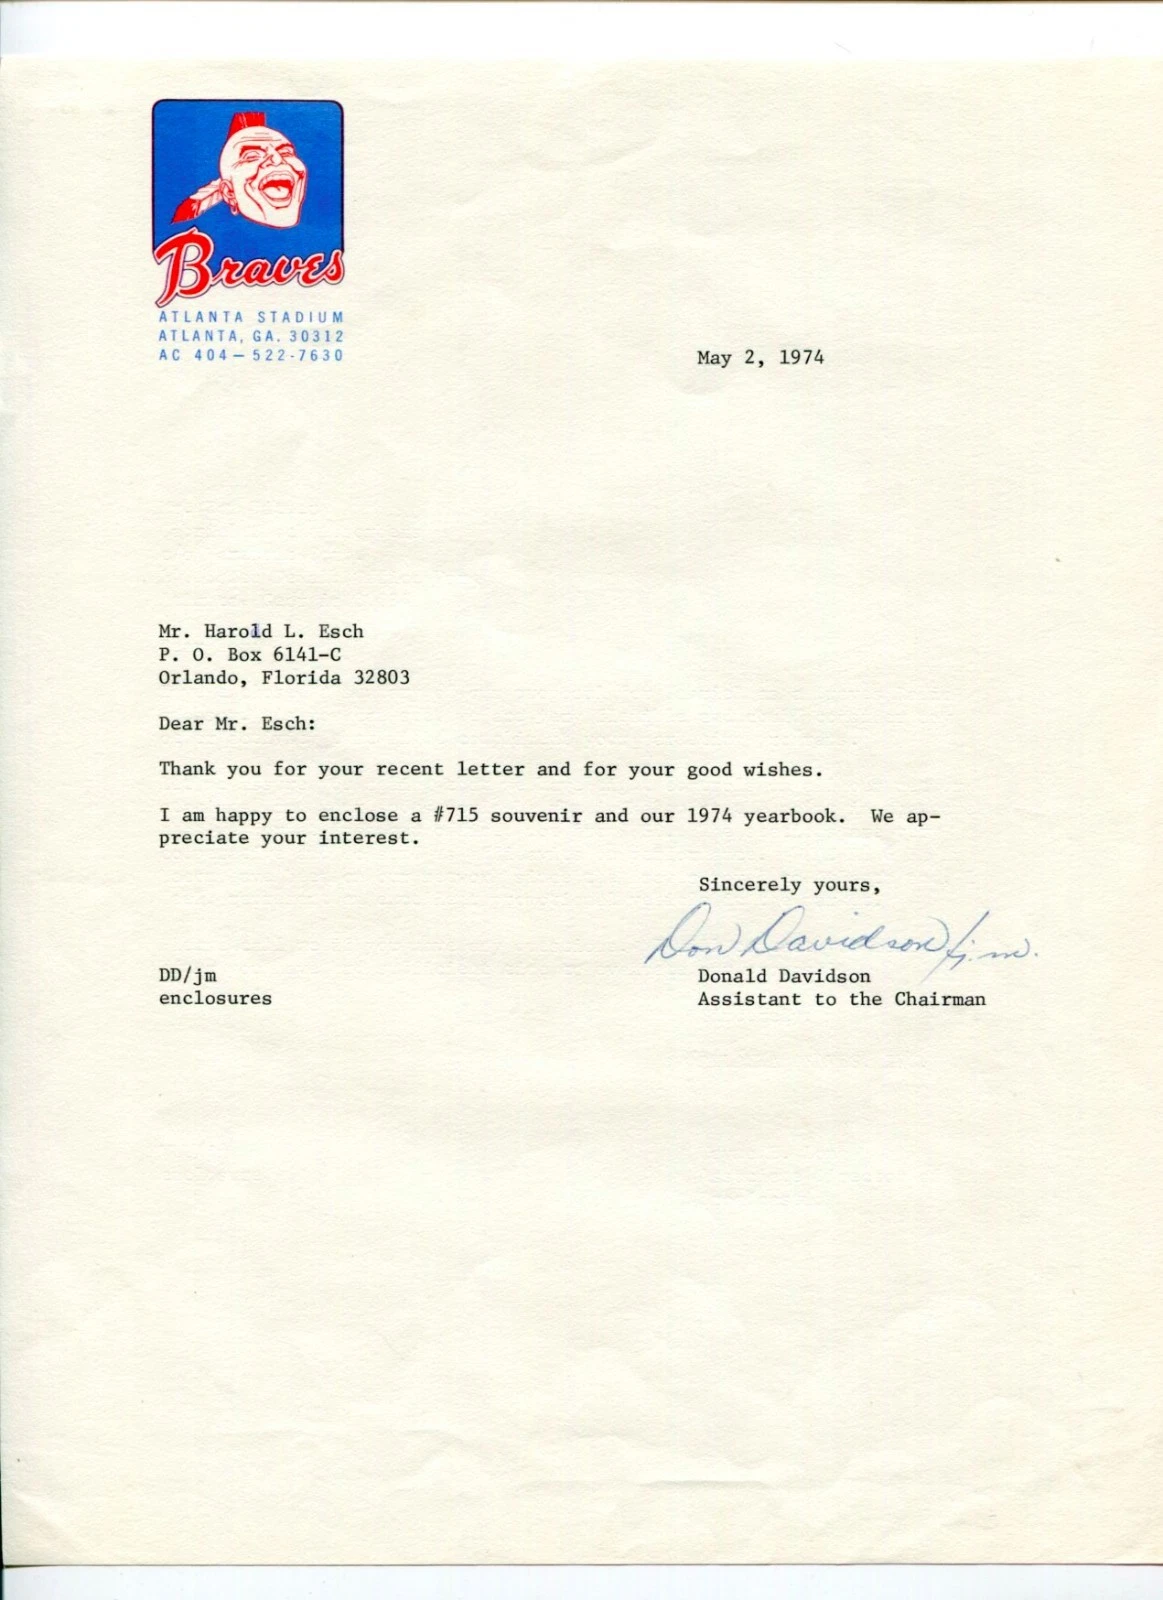 Braves
ATLANTA STADIUM
ATLANTA, GA. 30312
AC 404—522-7630
May 2, 1974
Mr. Harold L. Esch
P. O. Box 6141-C
Orlando, Florida 32803
Dear Mr. Esch:
Thank you for your recent letter and for your good wishes.
I am happy to enclose a #715 souvenir and our 1974 yearbook.  We ap-
preciate your interest.
Sincerely yours,
Don Davidson/j.m.
DD/jm
enclosures
Donald Davidson
Assistant to the Chairman